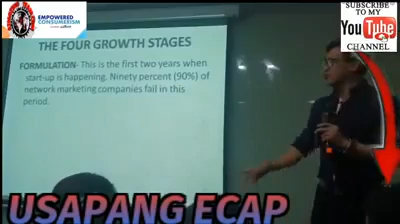 EMPOWERED
CONSUMERISM
SUBSCRIBE
TO MY
YouTube
CHANNEL
THE FOUR GROWTH STAGES
FORMULATION- This is the first two years when
start-up is happening. Ninety percent (90%) of
network marketing companies fail in this
period.
USAPANG ECAP